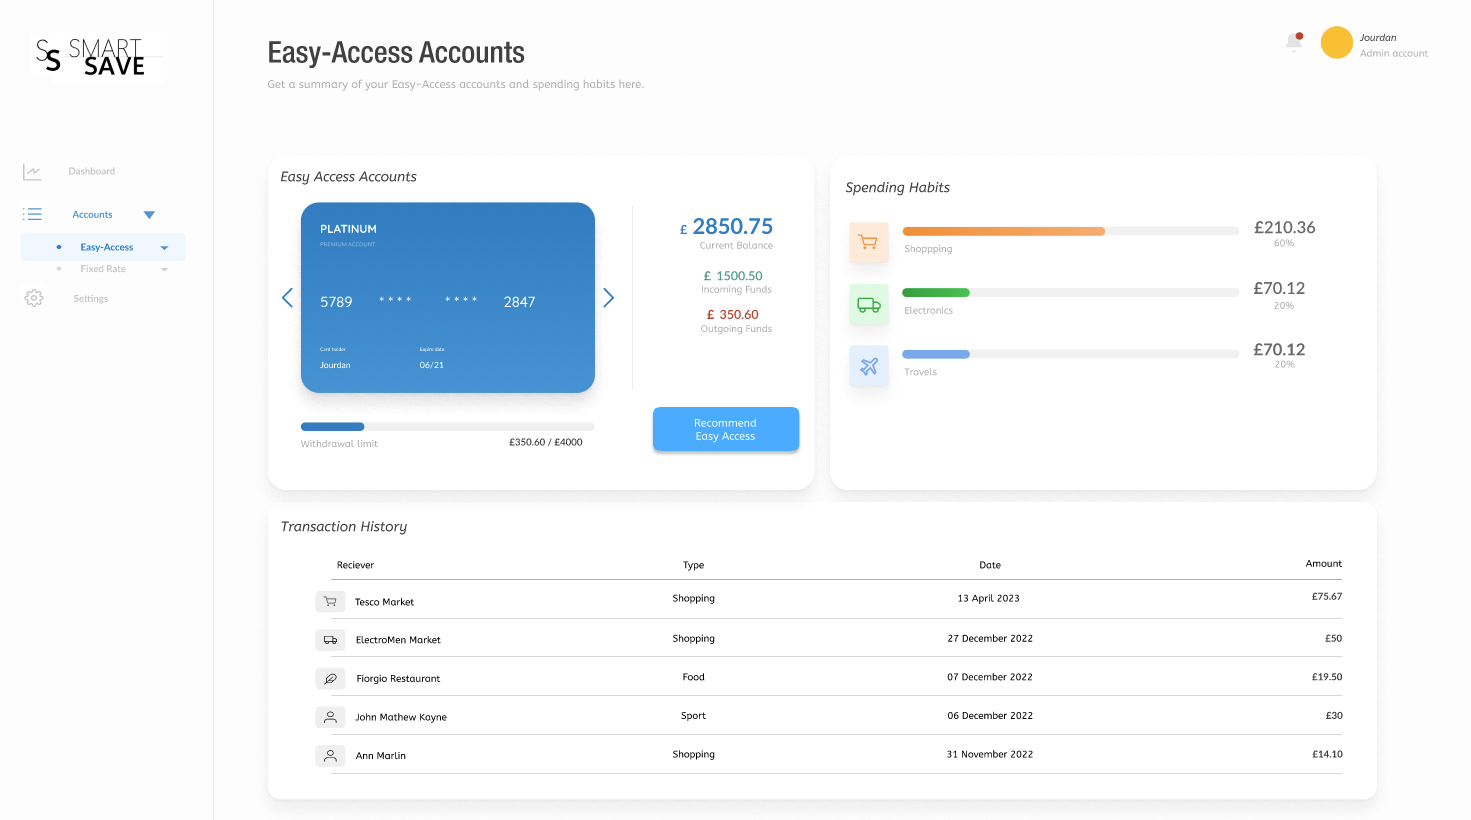 SS SMART
SAVE
Easy-Access Accounts
Get a summary of your Easy-Access accounts and spending habits here.
Jourdan
Admin account
Dashboard
Accounts
Easy-Access
Fixed Rate
Settings
Easy Access Accounts
PLATINUM
PREMIUM ACCOUNT
5789 **** **** 2847
Card holder Expire date
Jourdan 06/21
Withdrawal limit £350.60 / £4000
£ 2850.75
Current Balance
£ 1500.50
Incoming Funds
£ 350.60
Outgoing Funds
Recommend
Easy Access
Spending Habits
Shoppping
£210.36
60%
Electronics
£70.12
20%
Travels
£70.12
20%
Transaction History
Reciever Type Date Amount
Tesco Market Shopping 13 April 2023 £75.67
ElectroMen Market Shopping 27 December 2022 £50
Fiorgio Restaurant Food 07 December 2022 £19.50
John Mathew Kayne Sport 06 December 2022 £30
Ann Marlin Shopping 31 November 2022 £14.10